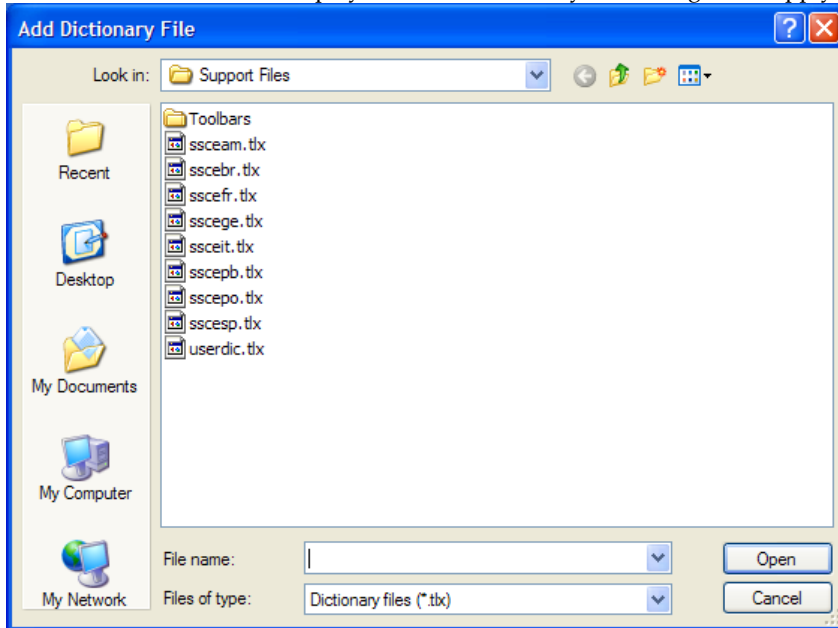 Add Dictionary File
Look in: Support Files
Toolbars
ssceam.tlx
sscebr.tlx
sscefr.tlx
Recent
sscege.tlx
ssceit.tlx
sscepb.tlx
Desktop
sscepo.tlx
sscesp.tlx
userdic.tlx
My Documents
My Computer
File name: Open
My Network Files of type: Dictionary files (*.tlx) Cancel